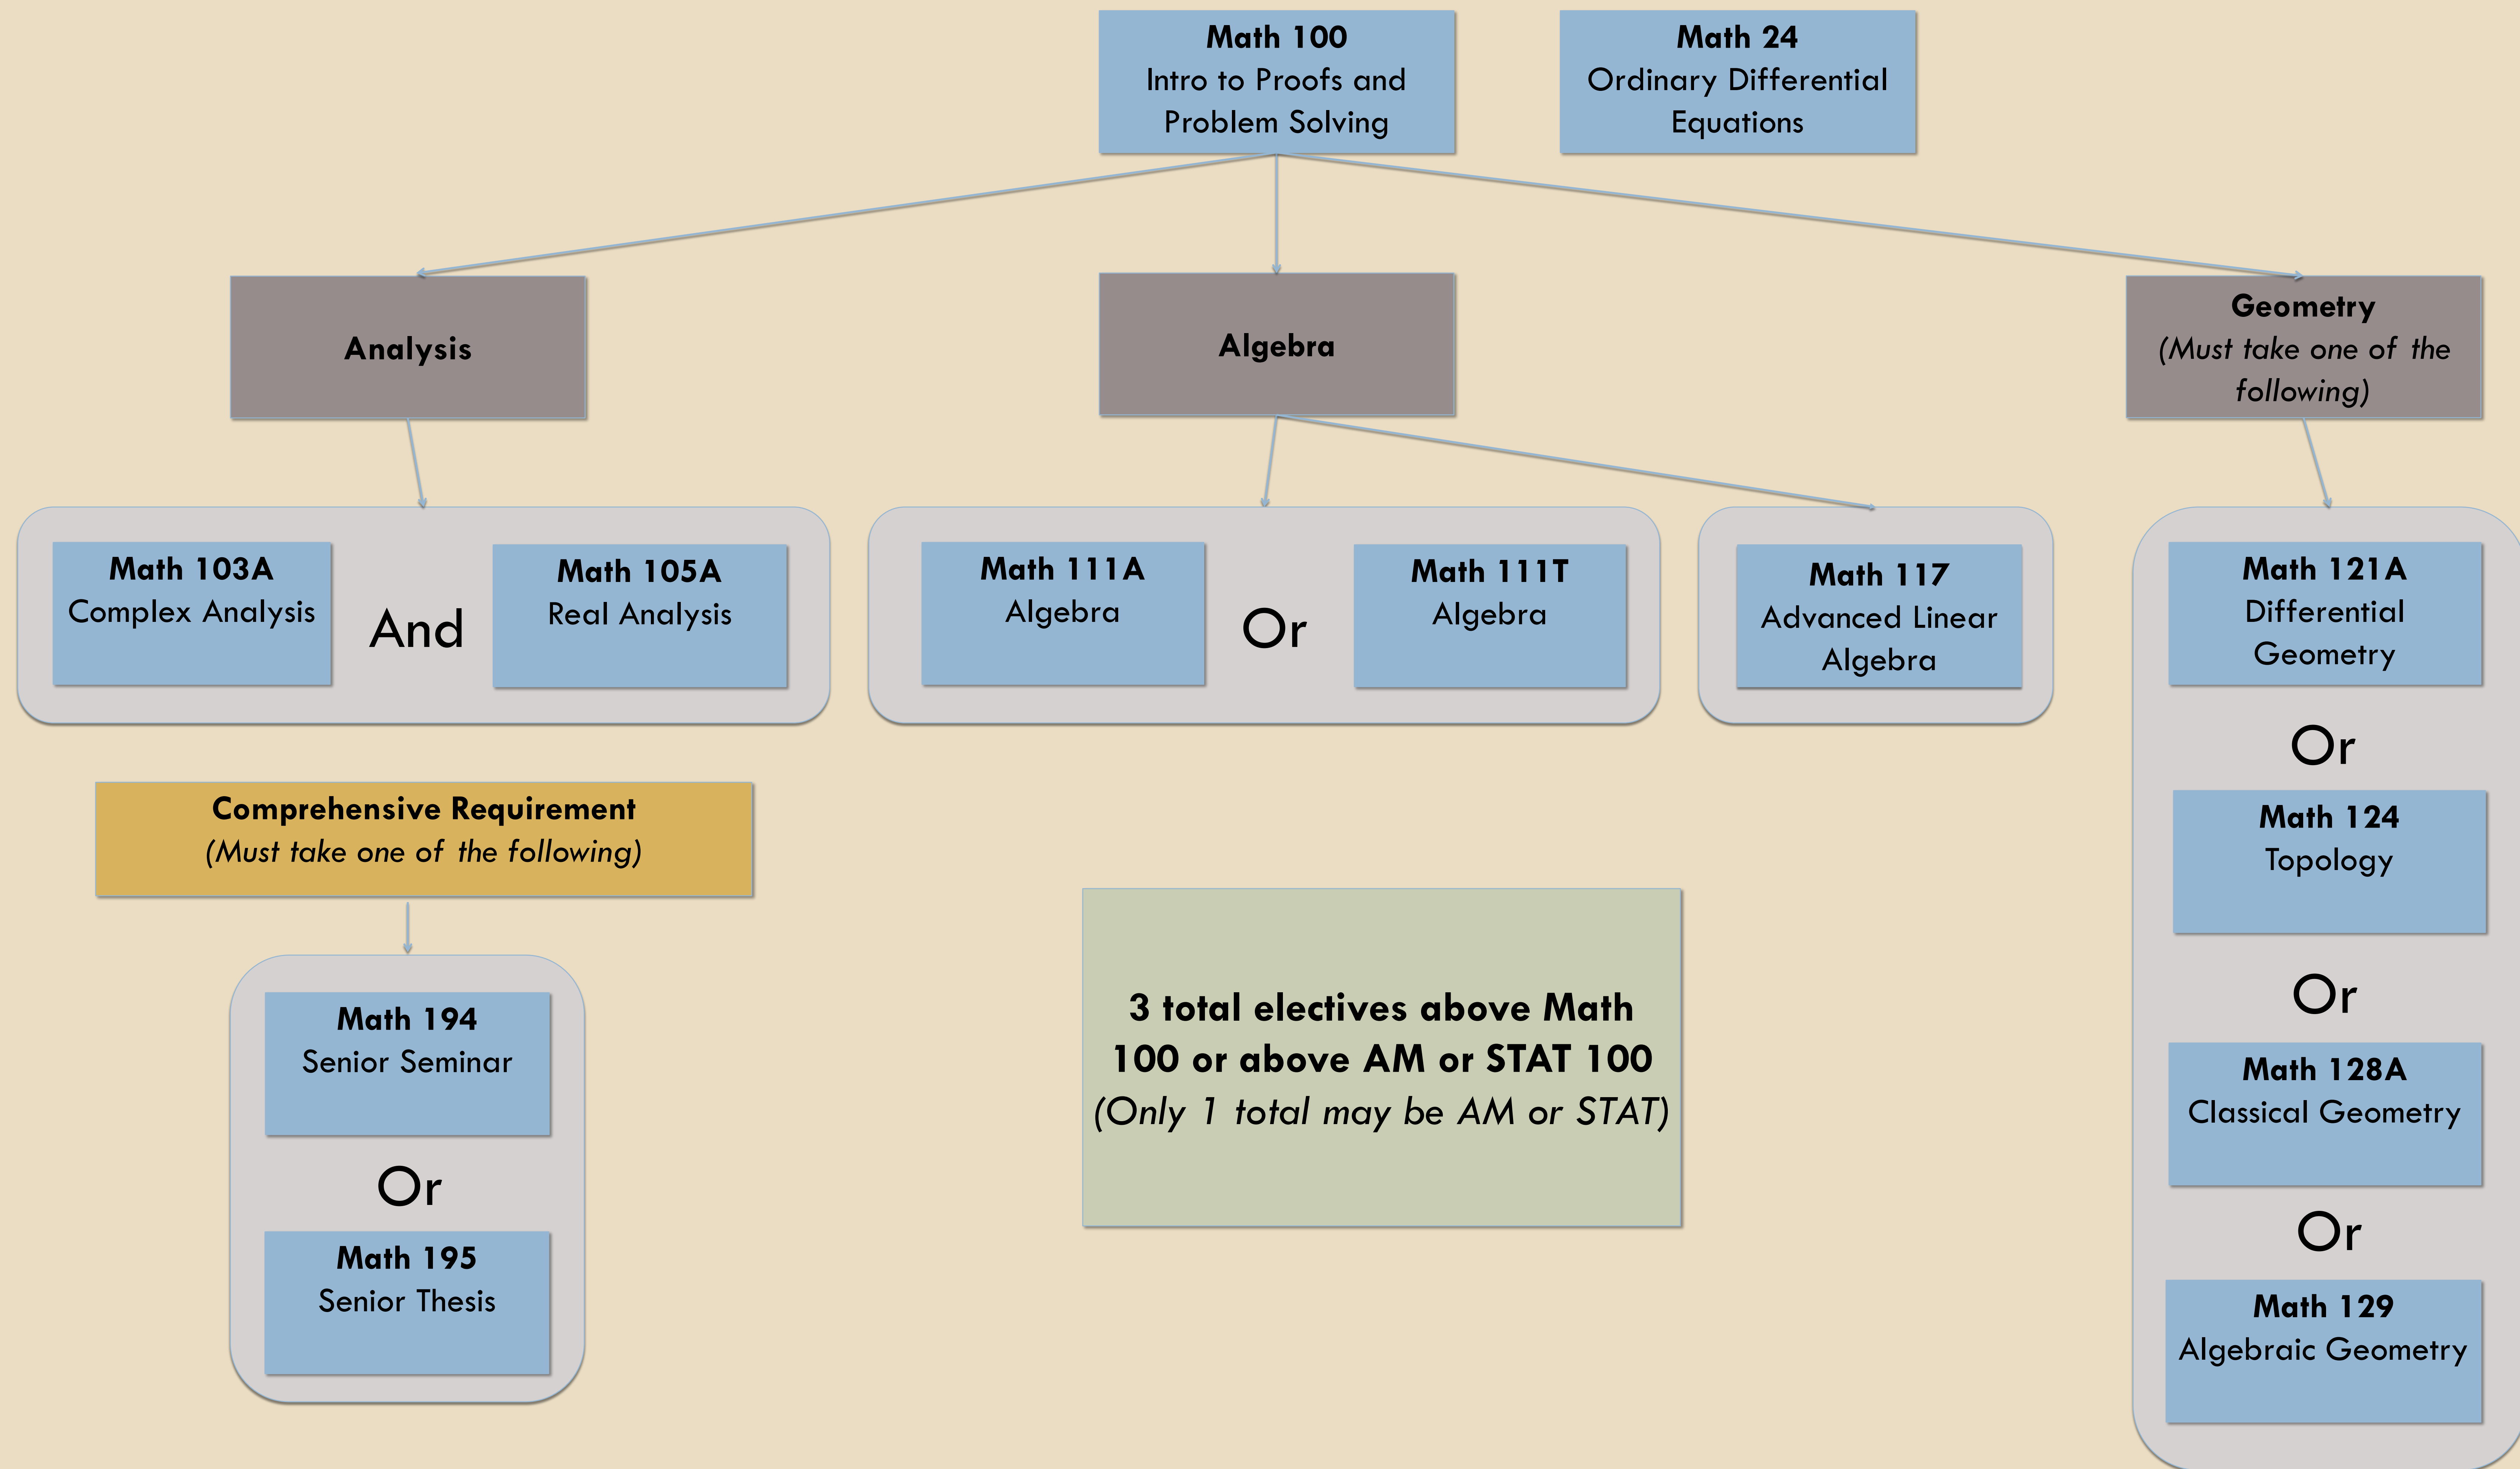 Math 100
Intro to Proofs and
Problem Solving
Math 24
Ordinary Differential
Equations
Analysis
Algebra
Geometry
(Must take one of the
following)
Math 103A
Complex Analysis
And
Math 105A
Real Analysis
Math 111A
Algebra
Or
Math 111T
Algebra
Math 117
Advanced Linear
Algebra
Math 121A
Differential
Geometry
Or
Math 124
Topology
Or
Math 128A
Classical Geometry
Or
Math 129
Algebraic Geometry
Comprehensive Requirement
(Must take one of the following)
Math 194
Senior Seminar
Or
Math 195
Senior Thesis
3 total electives above Math
100 or above AM or STAT 100
(Only 1 total may be AM or STAT)